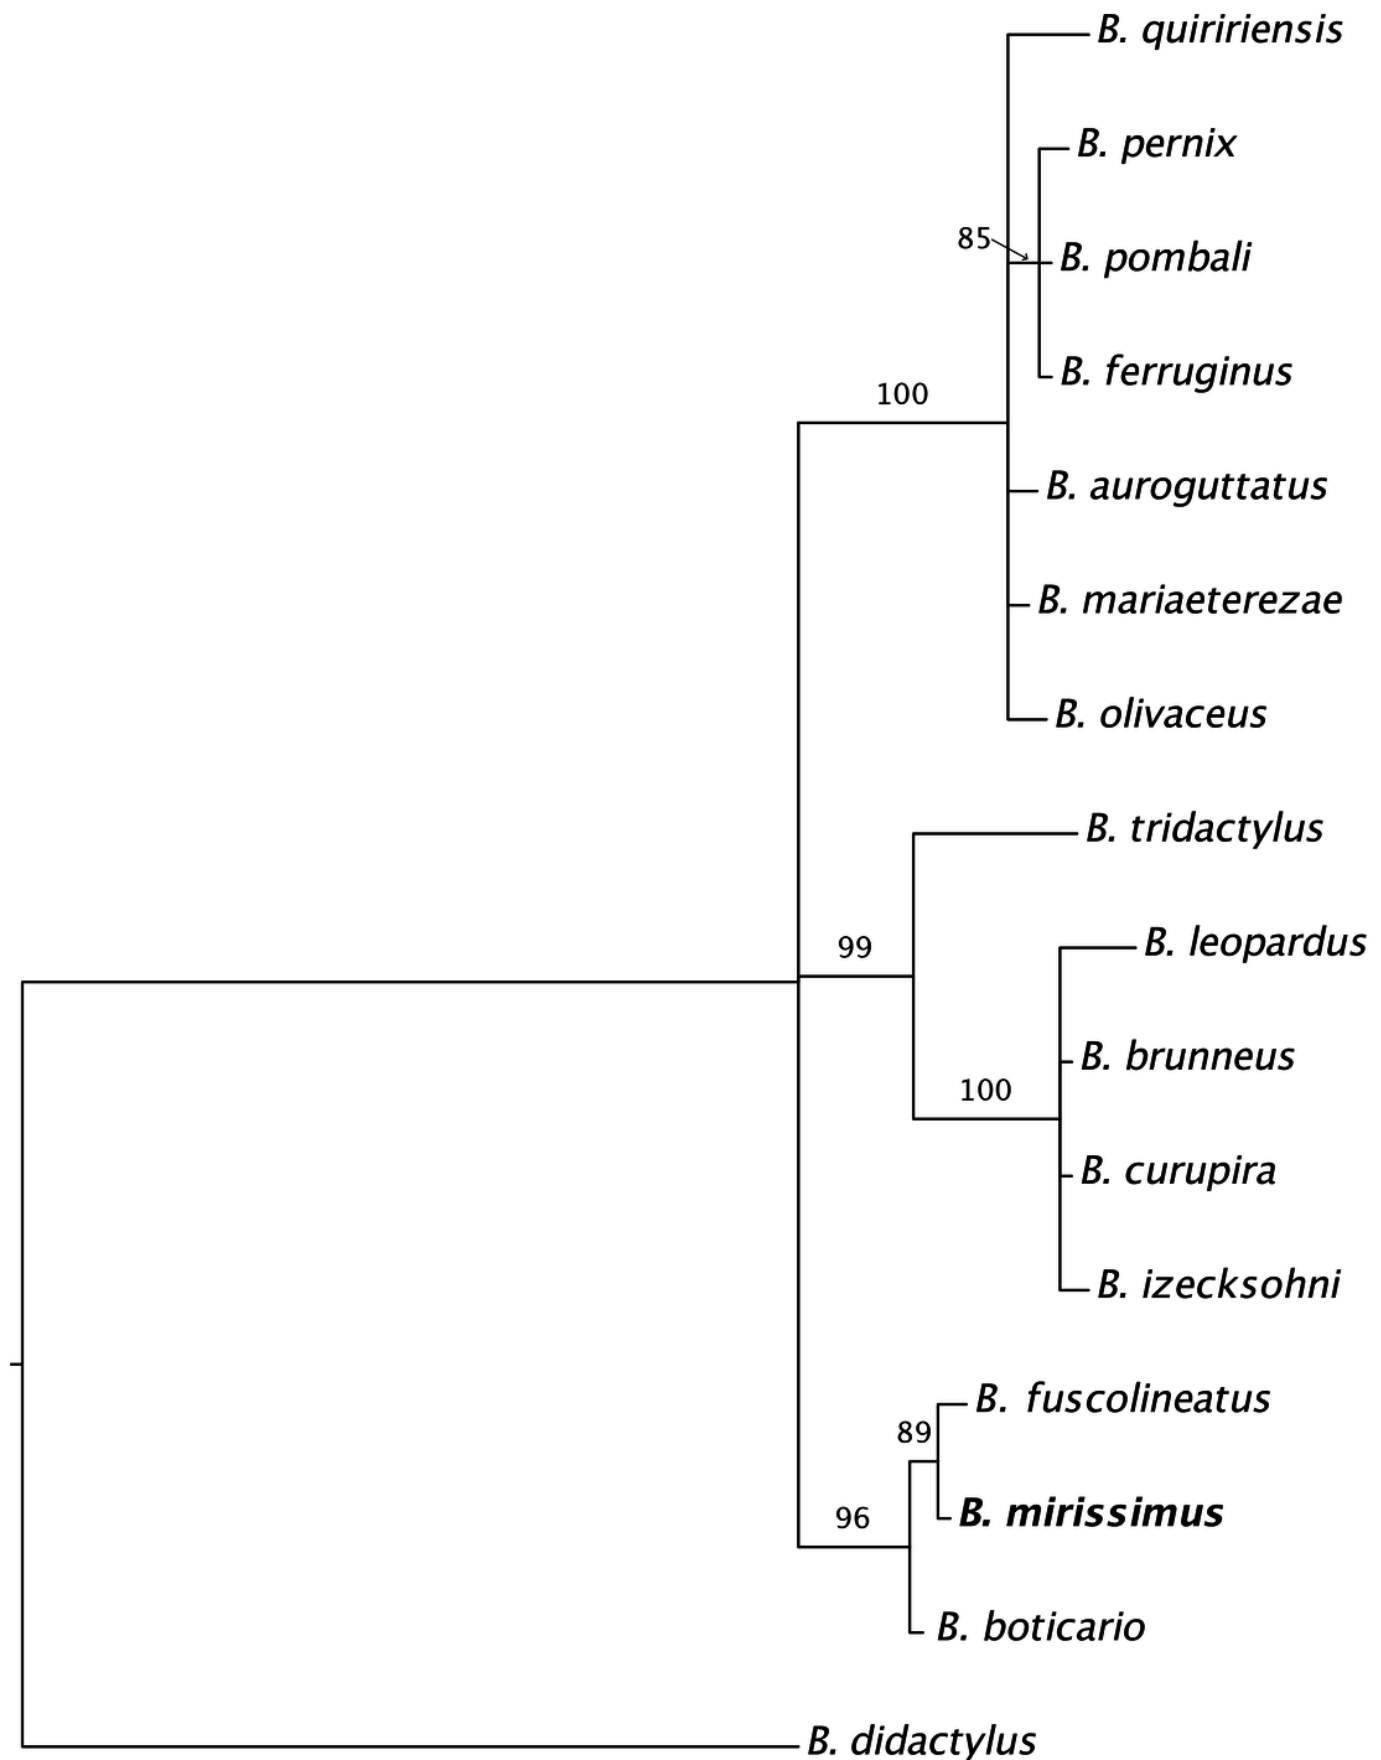 B. quiririensis
B. pernix
85
B. pombali
B. ferruginus
100
B. auroguttatus
B. mariaeterezae
B. olivaceus
B. tridactylus
99
B. leopardus
B. brunneus
100
B. curupira
B. izecksohni
B. fuscolineatus
89
B. mirissimus
96
B. boticario
B. didactylus